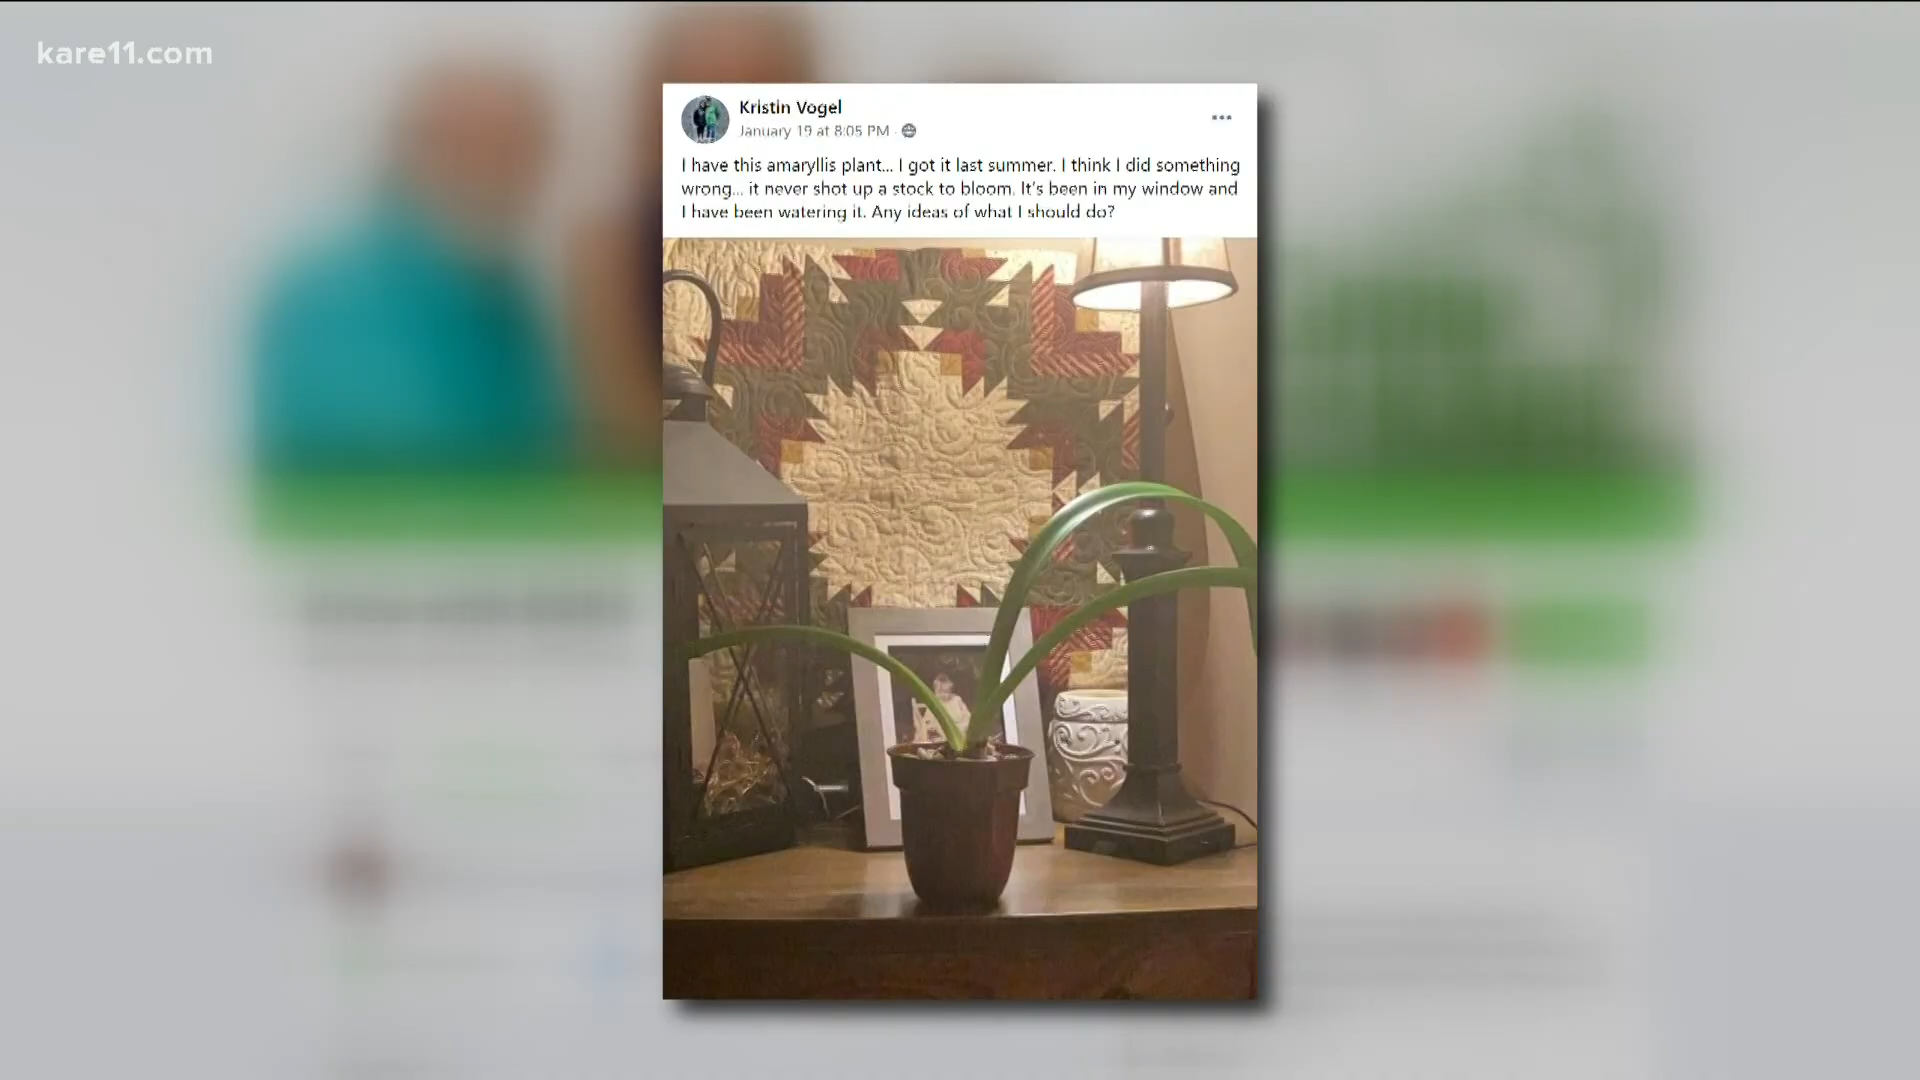 kare11.com
Kristin Vogel
January 19 at 8:05 PM ·
I have this amaryllis plant... I got it last summer. I think I did something
wrong... it never shot up a stock to bloom. It's been in my window and
I have been watering it. Any ideas of what I should do?